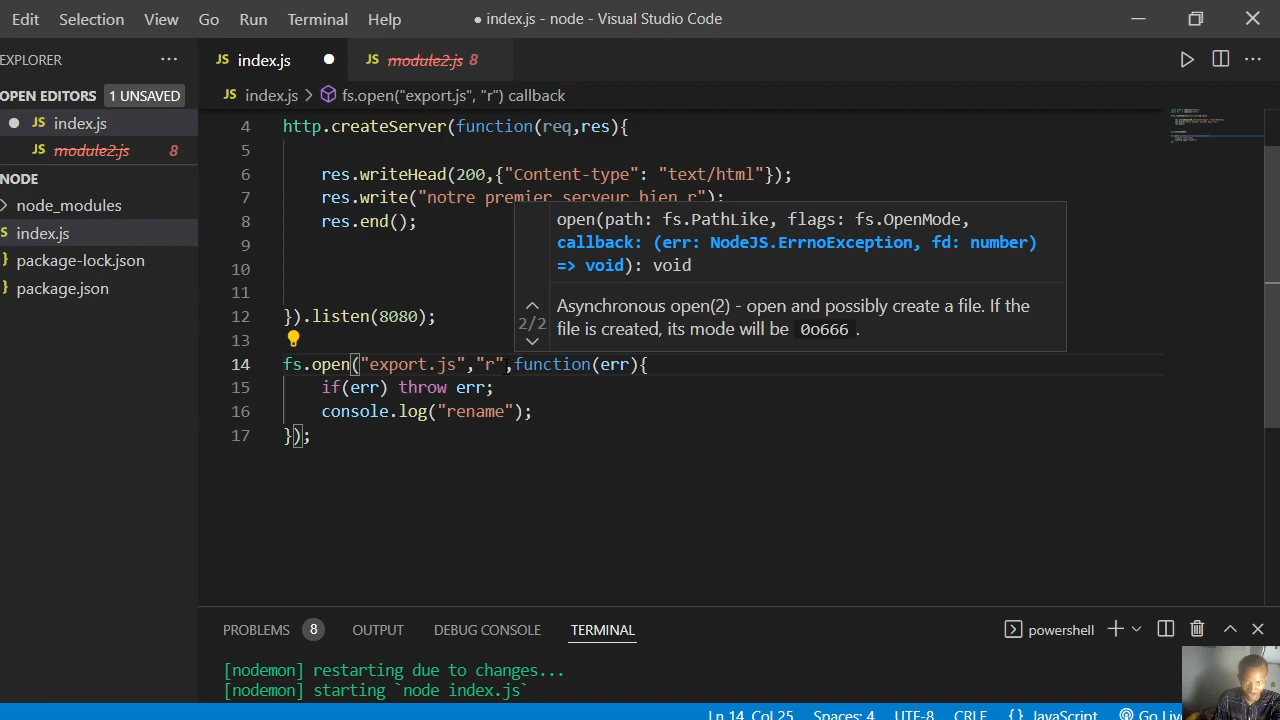 Edit Selection View Go Run Terminal Help ● index.js - node - Visual Studio Code
EXPLORER ···
JS index.js
JS module2.js 8
OPEN EDITORS 1 UNSAVED
JS index.js
JS module2.js 8
NODE
node_modules
index.js
package-lock.json
package.json
JS index.js > fs.open("export.js", "r") callback
4 http.createServer(function(req,res){
5
6 res.writeHead(200,{"Content-type": "text/html"});
7 res.write("notre premier serveur bien r");
8 res.end();
9
10
11
12 }).listen(8080);
13
14 fs.open("export.js","r",function(err){
15 if(err) throw err;
16 console.log("rename");
17 });
open(path: fs.PathLike, flags: fs.OpenMode,
callback: (err: NodeJS.ErrnoException, fd: number)
=> void): void
2/2
Asynchronous open(2) - open and possibly create a file. If the
file is created, its mode will be 0o666 .
PROBLEMS 8 OUTPUT DEBUG CONSOLE TERMINAL powershell
[nodemon] restarting due to changes...
[nodemon] starting `node index.js`
Ln 14, Col 25 Spaces: 4 UTF-8 CRLF {} JavaScript Go Live